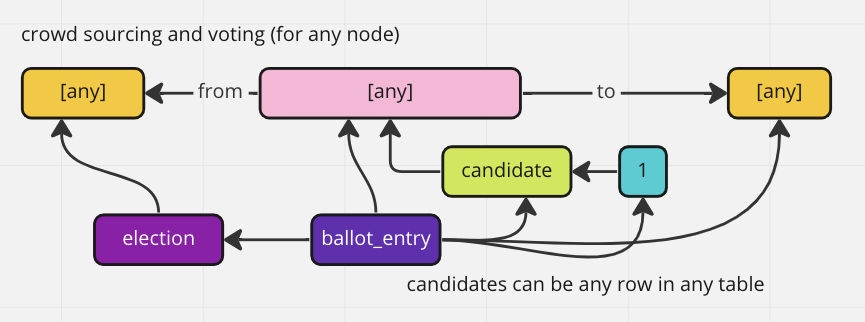 crowd sourcing and voting (for any node)
[any]
from
[any]
to
[any]
candidate
1
election
ballot_entry
candidates can be any row in any table